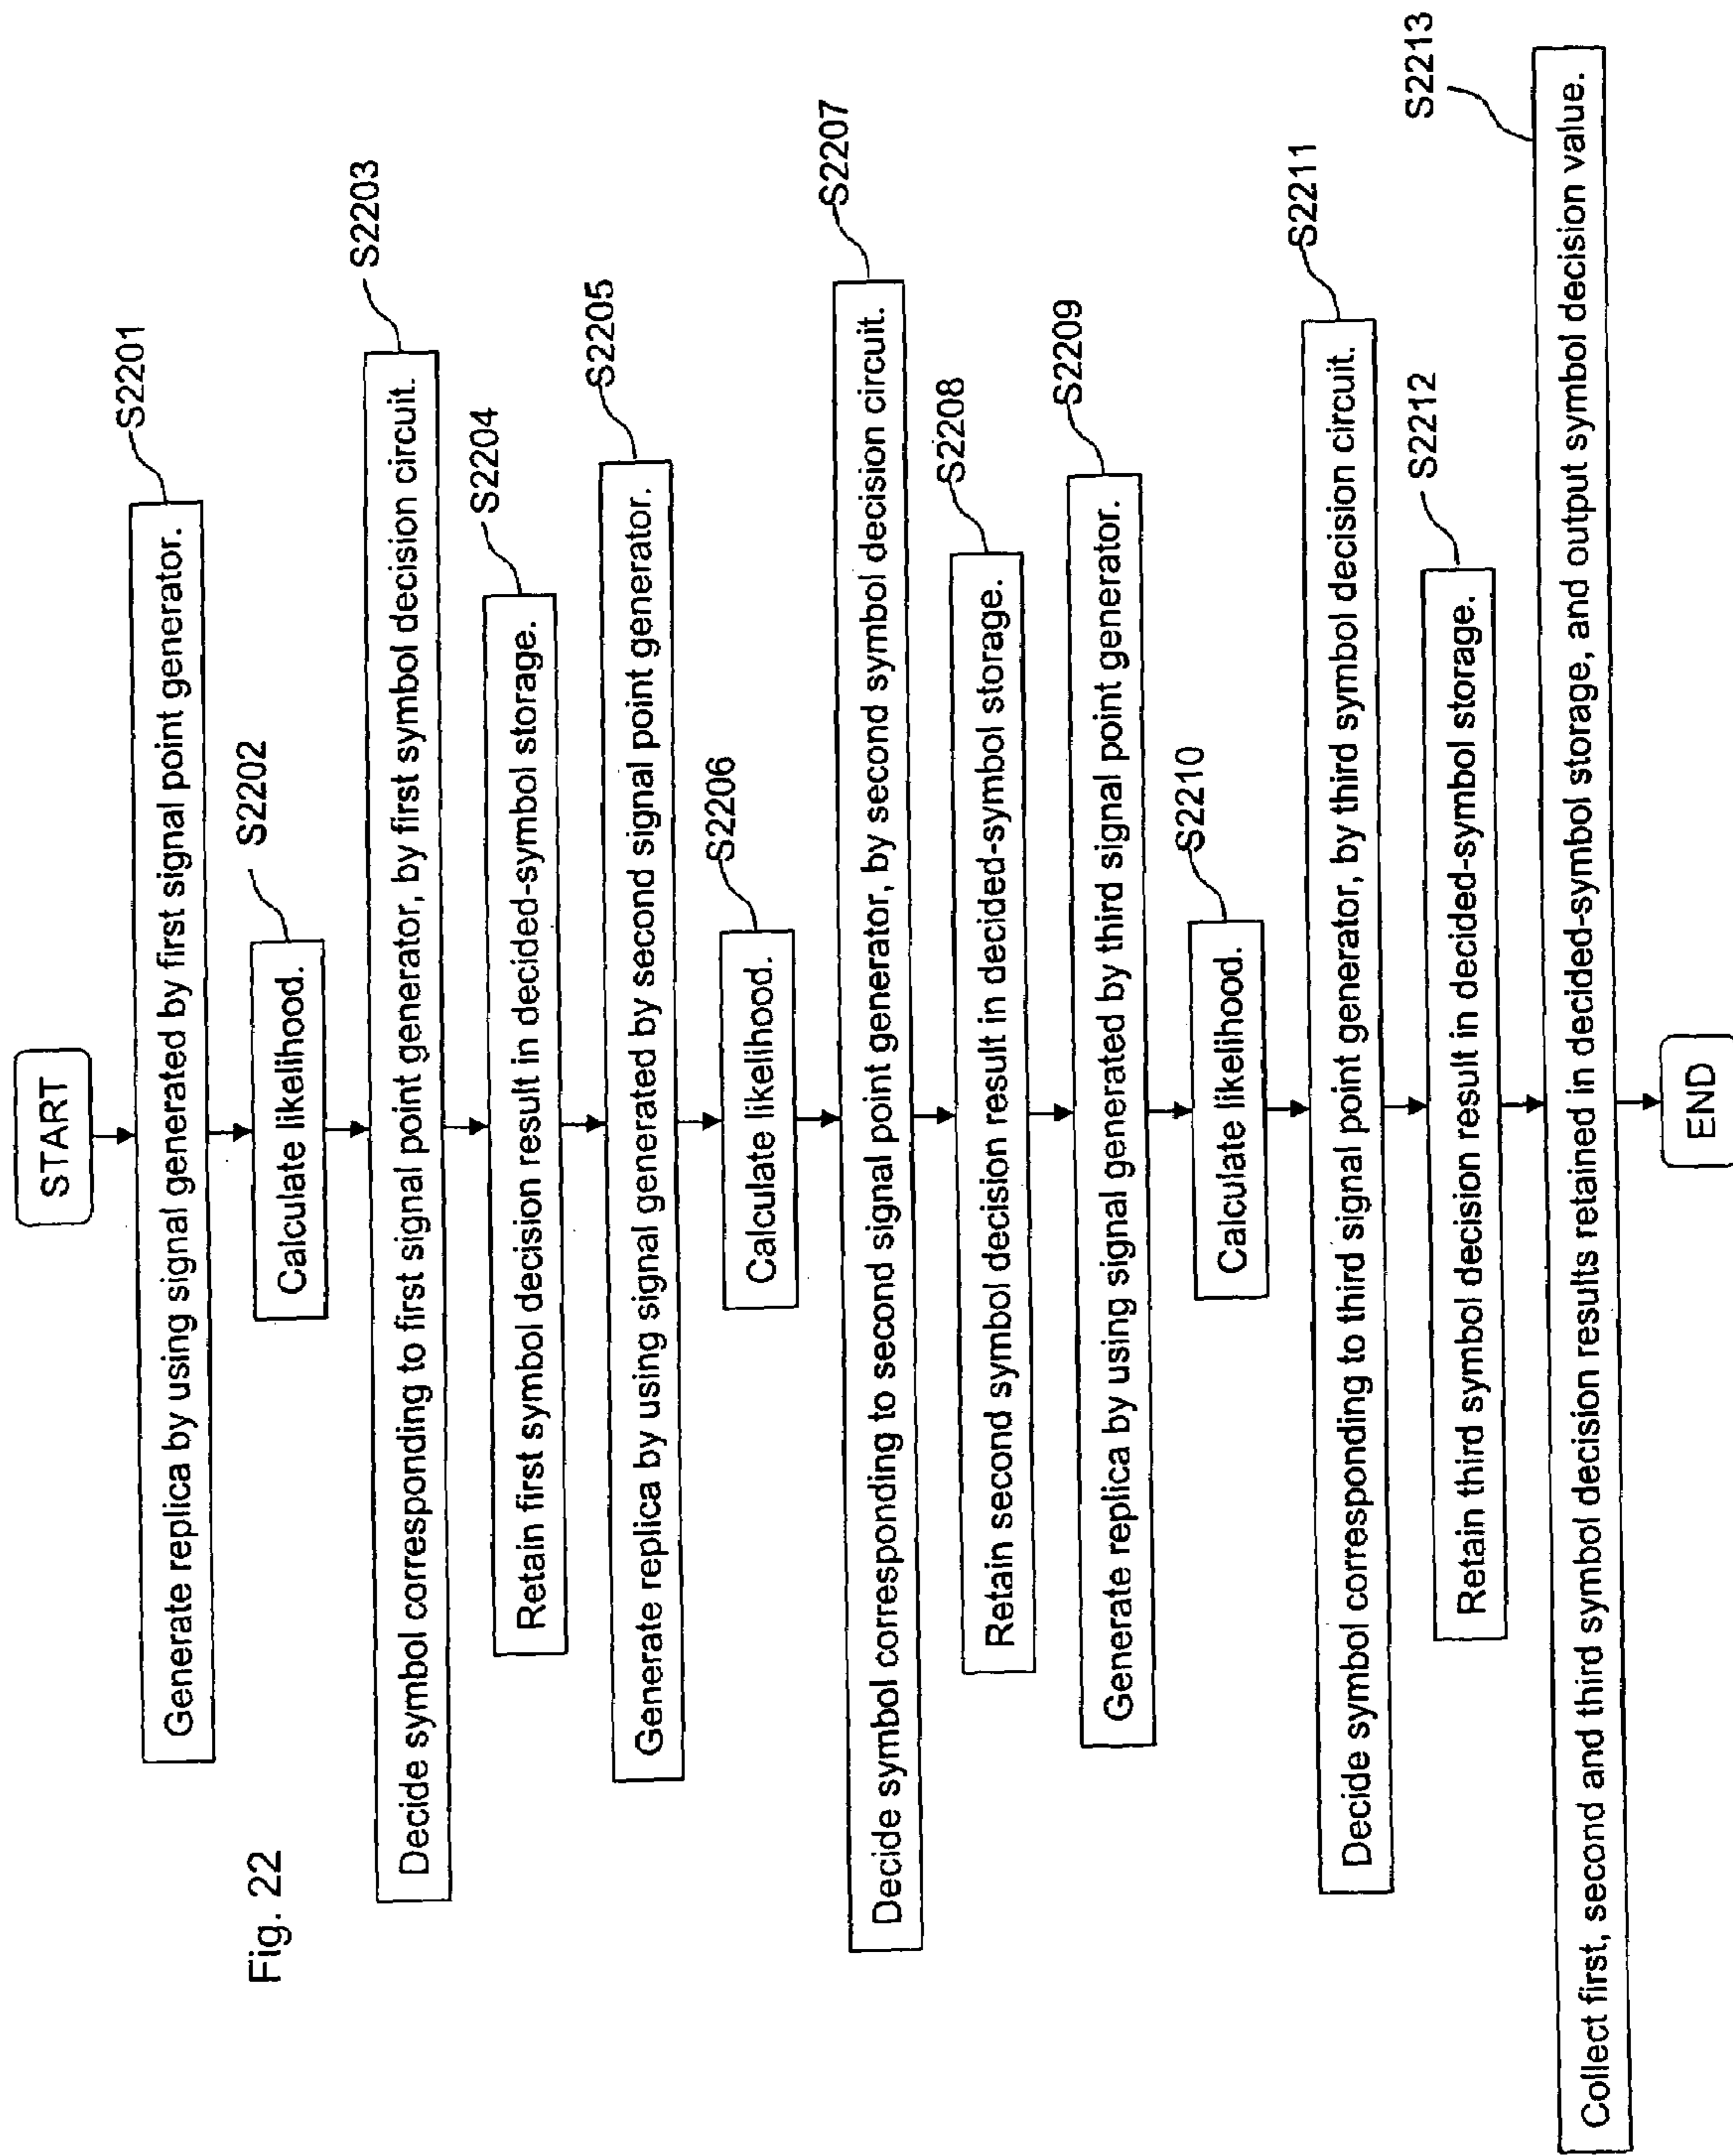 Fig. 22
START
S2201
Generate replica by using signal generated by first signal point generator.
S2202
Calculate likelihood.
S2203
Decide symbol corresponding to first signal point generator, by first symbol decision circuit.
S2204
Retain first symbol decision result in decided-symbol storage.
S2205
Generate replica by using signal generated by second signal point generator.
S2206
Calculate likelihood.
S2207
Decide symbol corresponding to second signal point generator, by second symbol decision circuit.
S2208
Retain second symbol decision result in decided-symbol storage.
S2209
Generate replica by using signal generated by third signal point generator.
S2210
Calculate likelihood.
S2211
Decide symbol corresponding to third signal point generator, by third symbol decision circuit.
S2212
Retain third symbol decision result in decided-symbol storage.
S2213
Collect first, second and third symbol decision results retained in decided-symbol storage, and output symbol decision value.
END